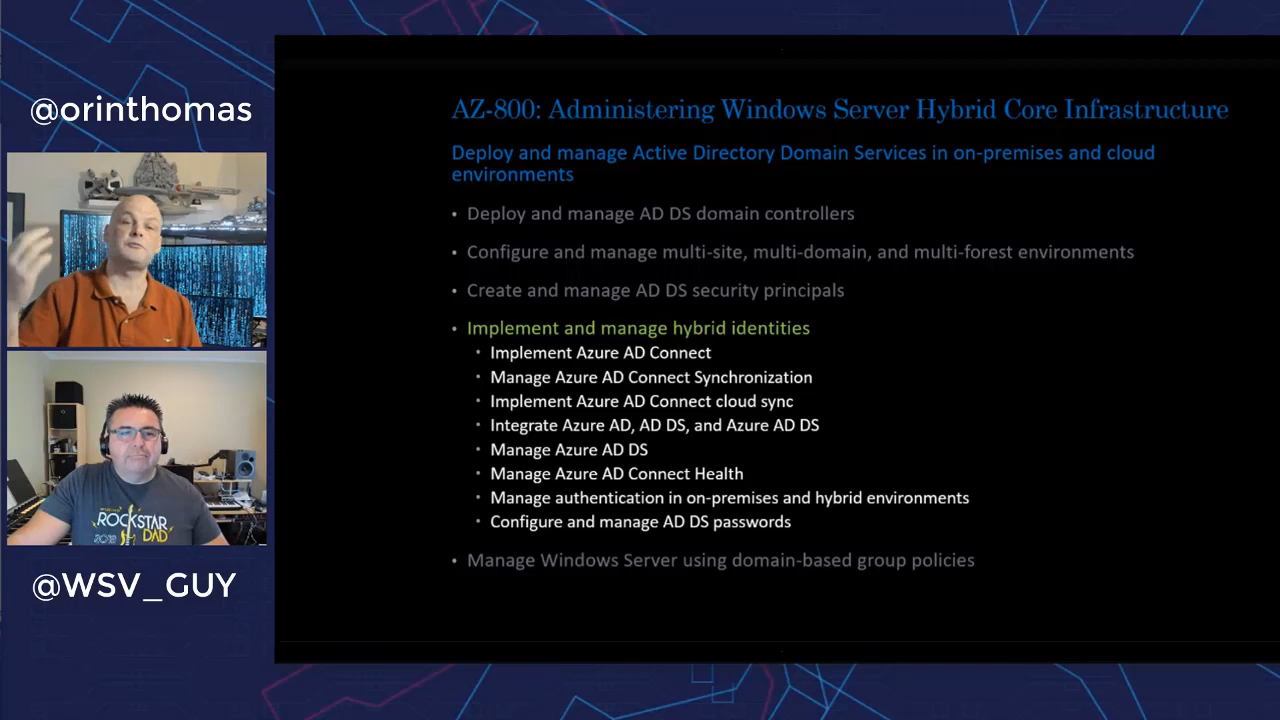 @orinthomas
ROCKSTAR
DAD
@WSV_GUY
AZ-800: Administering Windows Server Hybrid Core Infrastructure
Deploy and manage Active Directory Domain Services in on-premises and cloud
environments
• Deploy and manage AD DS domain controllers
• Configure and manage multi-site, multi-domain, and multi-forest environments
• Create and manage AD DS security principals
• Implement and manage hybrid identities
• Implement Azure AD Connect
• Manage Azure AD Connect Synchronization
• Implement Azure AD Connect cloud sync
• Integrate Azure AD, AD DS, and Azure AD DS
• Manage Azure AD DS
• Manage Azure AD Connect Health
• Manage authentication in on-premises and hybrid environments
• Configure and manage AD DS passwords
• Manage Windows Server using domain-based group policies